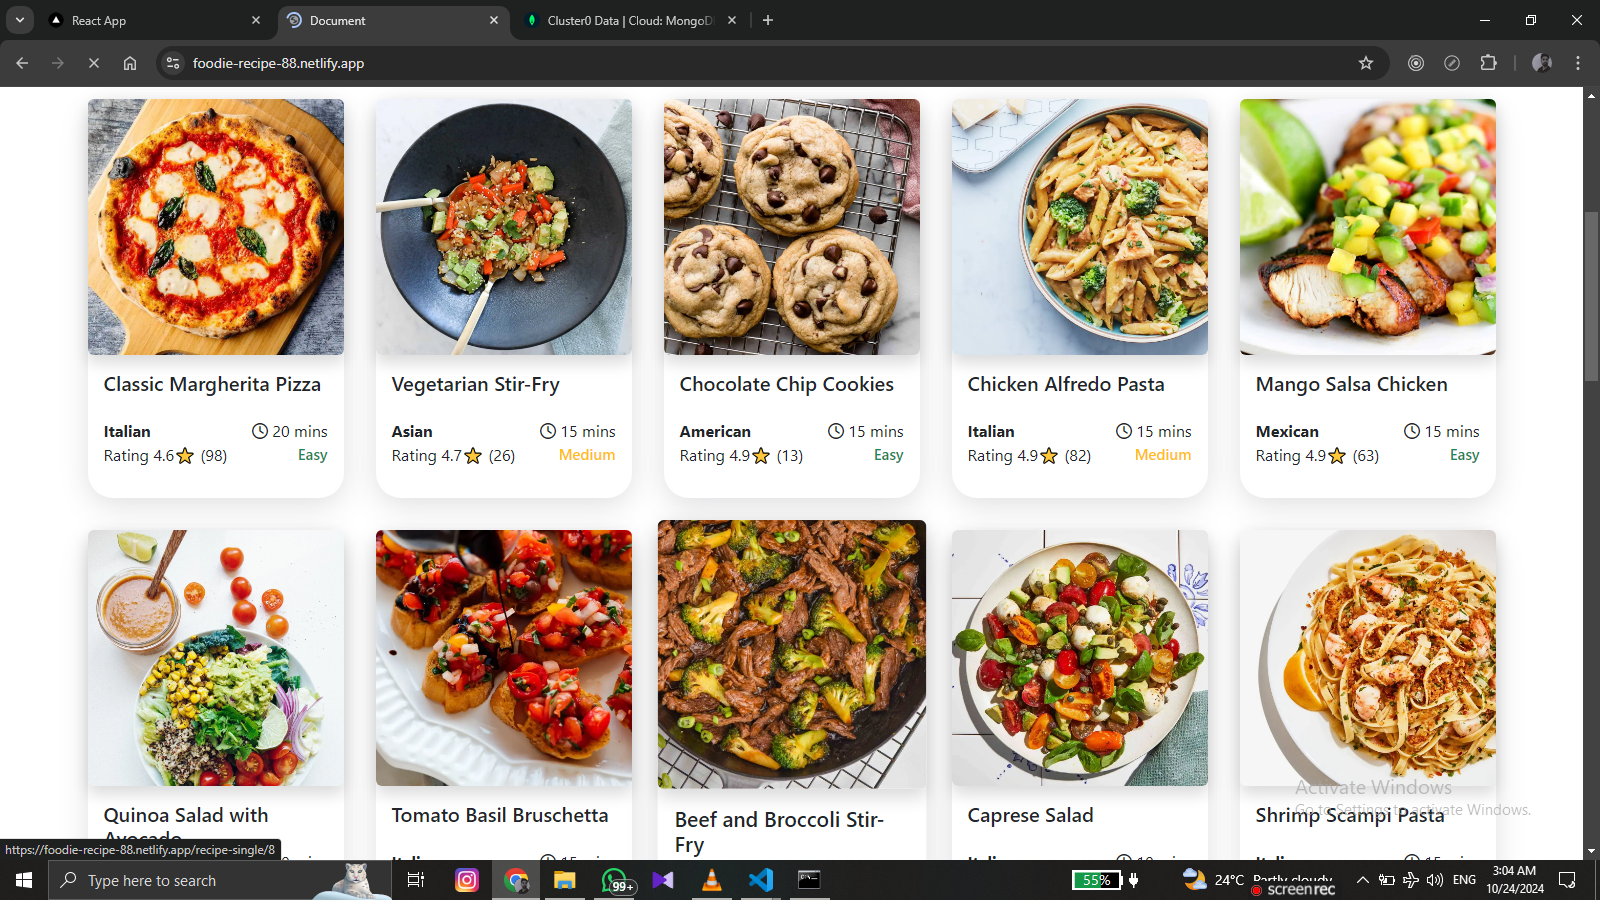 React App
Document
Cluster0 Data | Cloud: MongoD
foodie-recipe-88.netlify.app
Classic Margherita Pizza
Italian
20 mins
Rating 4.6 (98)
Easy
Vegetarian Stir-Fry
Asian
15 mins
Rating 4.7 (26)
Medium
Chocolate Chip Cookies
American
15 mins
Rating 4.9 (13)
Easy
Chicken Alfredo Pasta
Italian
15 mins
Rating 4.9 (82)
Medium
Mango Salsa Chicken
Mexican
15 mins
Rating 4.9 (63)
Easy
Quinoa Salad with
Avocado
Tomato Basil Bruschetta
Beef and Broccoli Stir-
Fry
Caprese Salad
Shrimp Scampi Pasta
Activate Windows
Go to Settings to activate Windows.
https://foodie-recipe-88.netlify.app/recipe-single/8
Type here to search
99+
55%
24°C Partly cloudy
screenrec
ENG
3:04 AM
10/24/2024